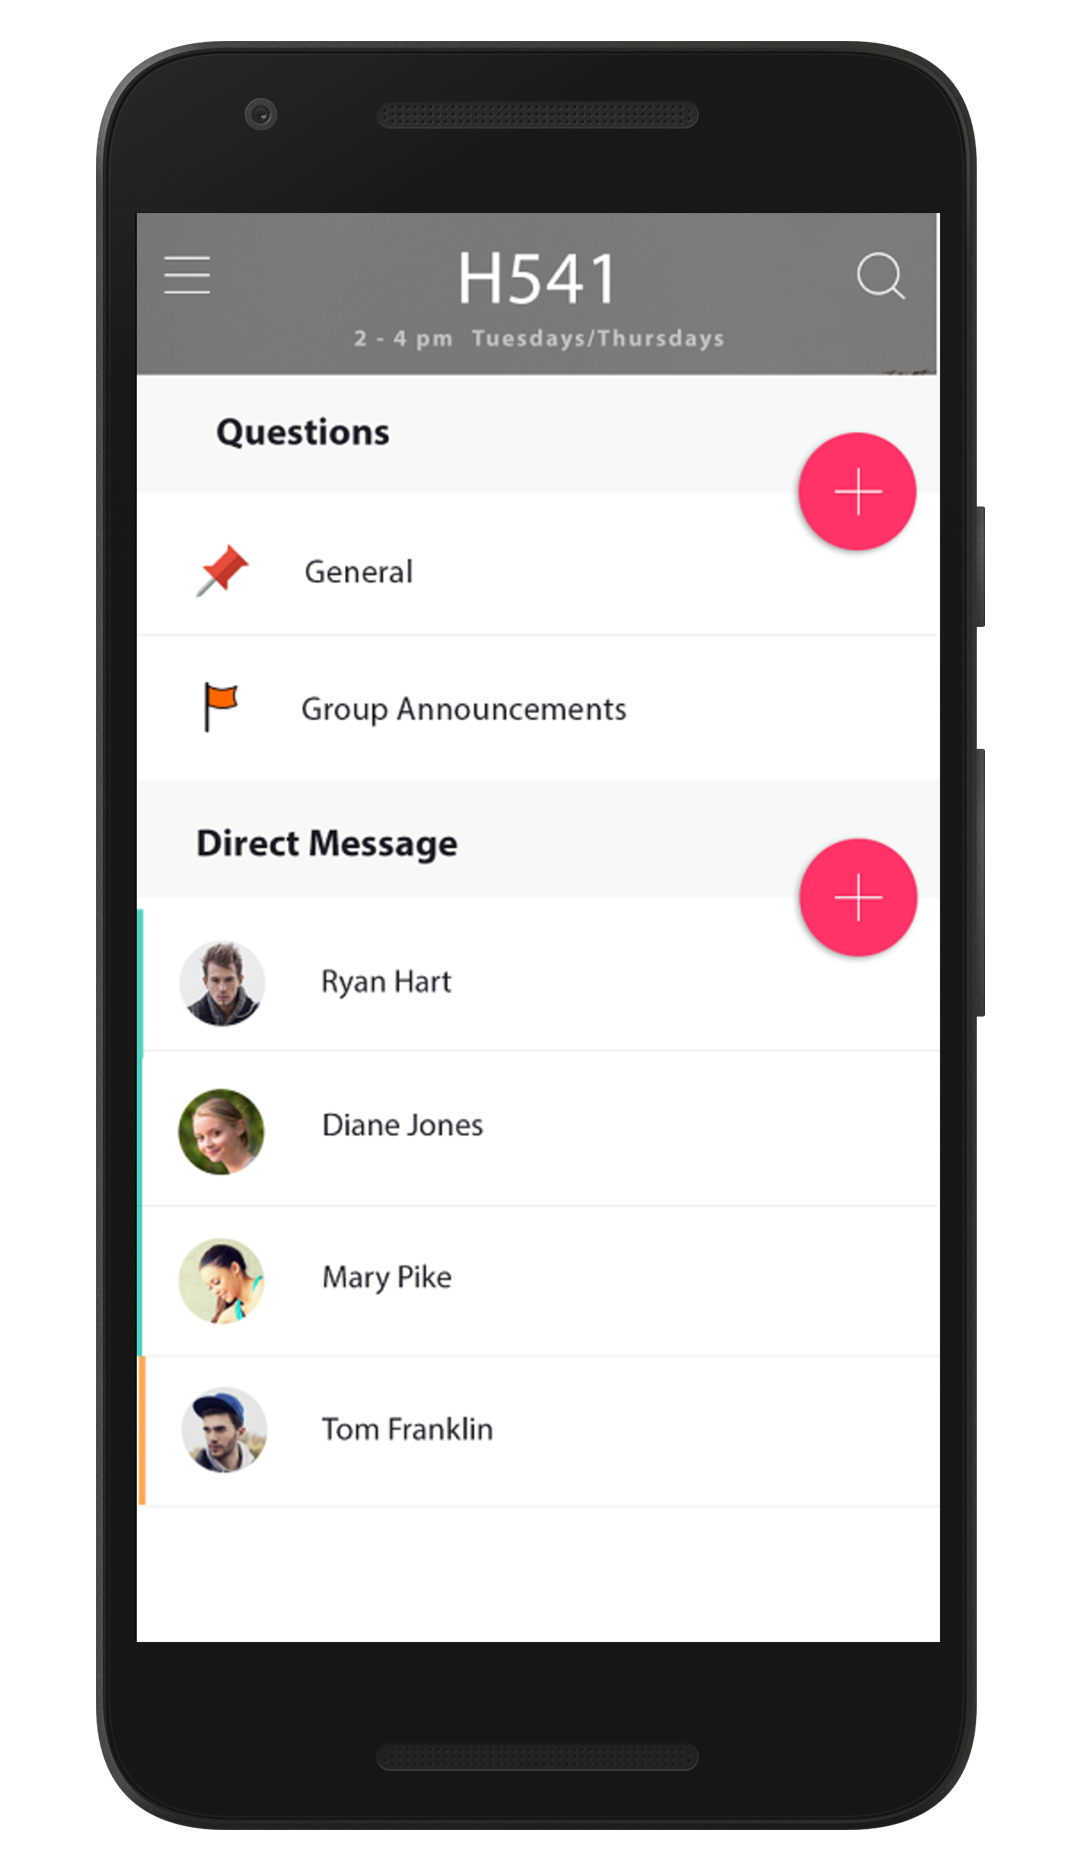 H541
2 - 4 pm Tuesdays/Thursdays
Questions
General
Group Announcements
Direct Message
Ryan Hart
Diane Jones
Mary Pike
Tom Franklin